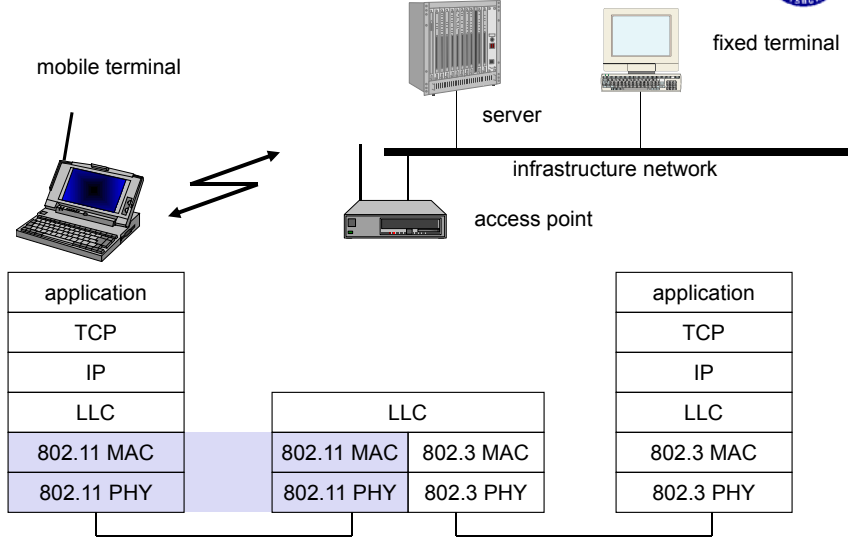 fixed terminal
mobile terminal
server
infrastructure network
access point
application
TCP
IP
LLC
802.11 MAC
802.11 PHY
LLC
802.11 MAC 802.3 MAC
802.11 PHY 802.3 PHY
application
TCP
IP
LLC
802.3 MAC
802.3 PHY